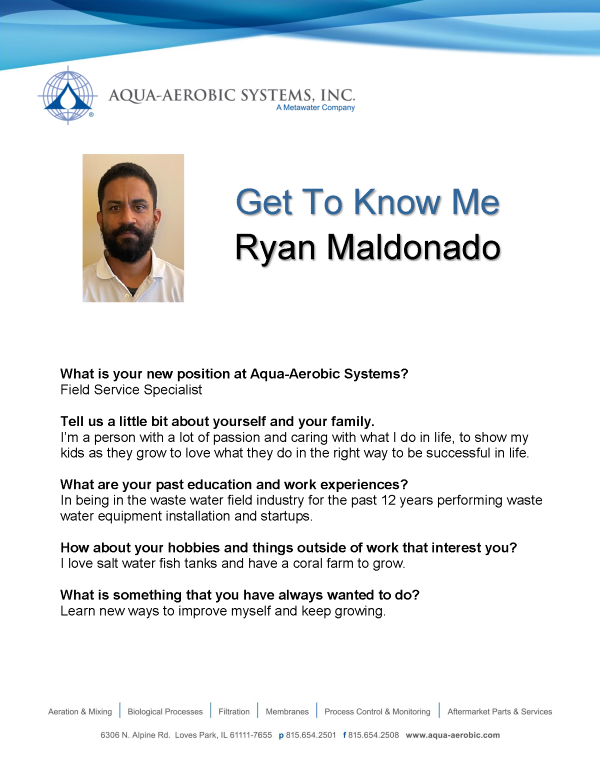 AQUA-AEROBIC SYSTEMS, INC.
A Metawater Company
®
Get To Know Me
Ryan Maldonado
What is your new position at Aqua-Aerobic Systems?
Field Service Specialist
Tell us a little bit about yourself and your family.
I'm a person with a lot of passion and caring with what I do in life, to show my
kids as they grow to love what they do in the right way to be successful in life.
What are your past education and work experiences?
In being in the waste water field industry for the past 12 years performing waste
water equipment installation and startups.
How about your hobbies and things outside of work that interest you?
I love salt water fish tanks and have a coral farm to grow.
What is something that you have always wanted to do?
Learn new ways to improve myself and keep growing.
Aeration & Mixing | Biological Processes | Filtration | Membranes | Process Control & Monitoring | Aftermarket Parts & Services
6306 N. Alpine Rd. Loves Park, IL 61111-7655 p 815.654.2501 f 815.654.2508 www.aqua-aerobic.com